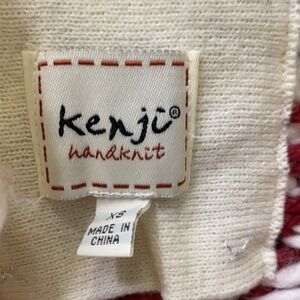 kenji®
handknit
XS
MADE IN
CHINA